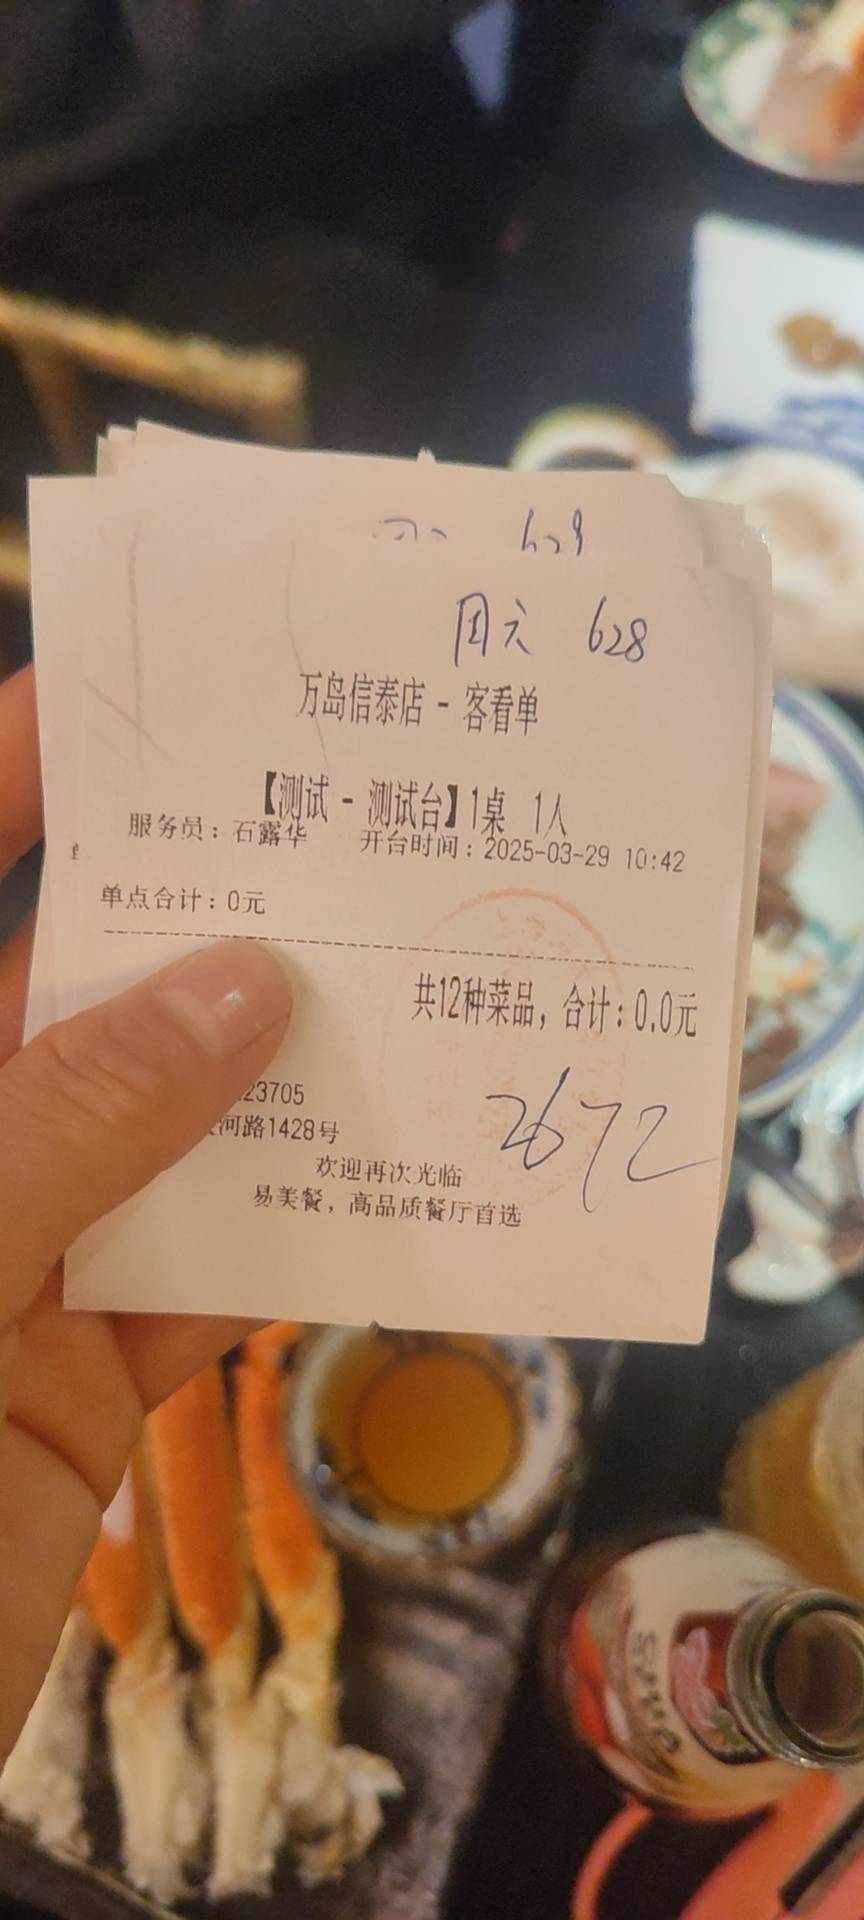 628
周六 628
万岛信泰店 - 客看单
【测试 - 测试台】1桌 1人
服务员：石露华 开台时间：2025-03-29 10:42
单点合计：0元
共12种菜品，合计：0.0元
2672
23705
河路1428号
欢迎再次光临
易美餐，高品质餐厅首选